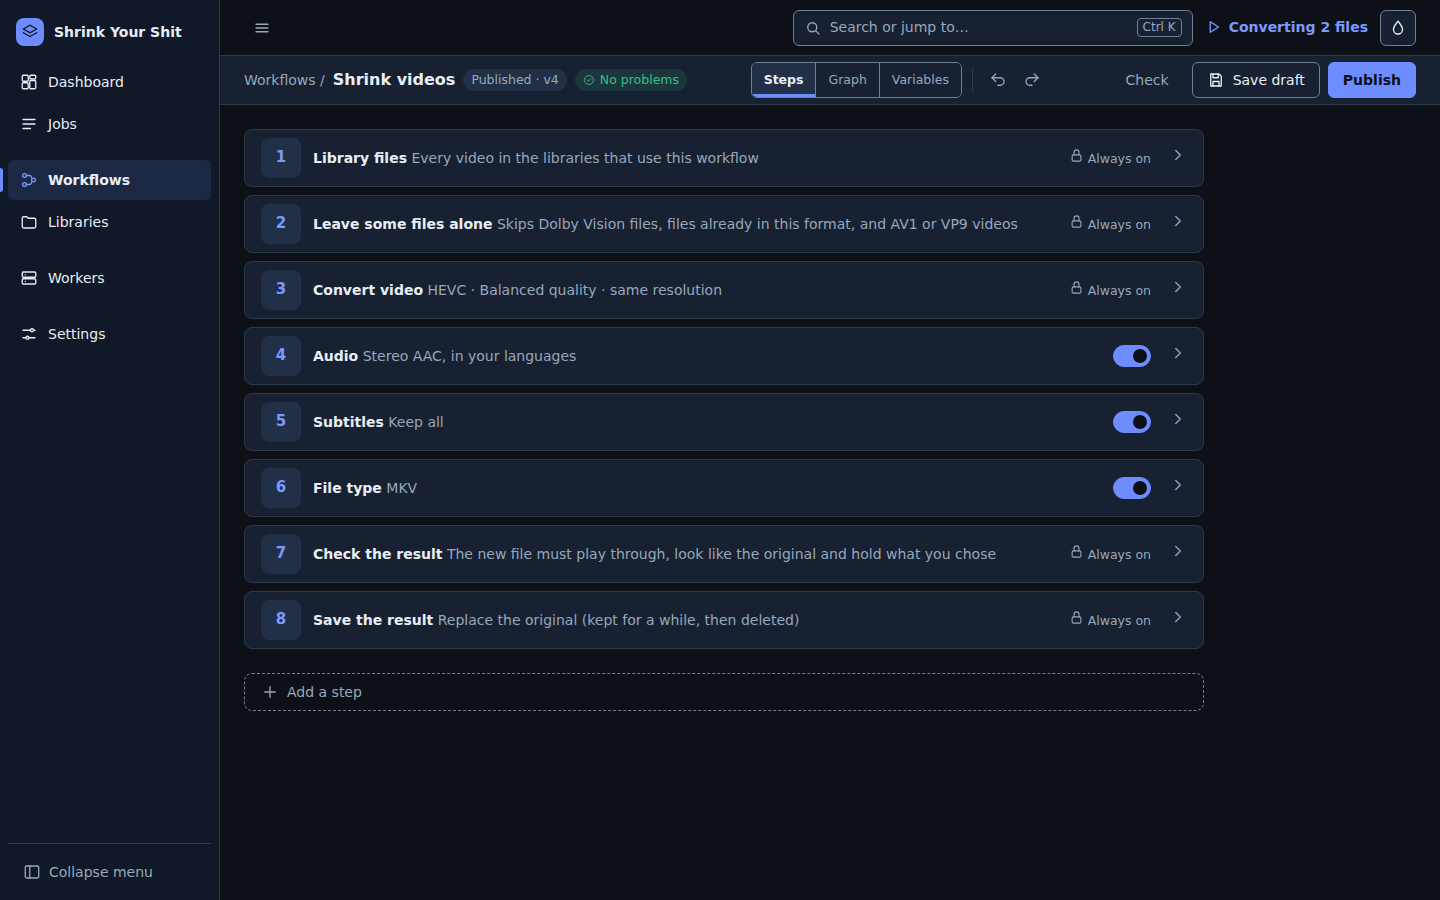 Shrink Your Shit
Search or jump to…
Ctrl K
Converting 2 files
Dashboard
Jobs
Workflows
Libraries
Workers
Settings
Collapse menu
Workflows / Shrink videos Published · v4 No problems
Steps Graph Variables
Check
Save draft
Publish
1 Library files Every video in the libraries that use this workflow Always on
2 Leave some files alone Skips Dolby Vision files, files already in this format, and AV1 or VP9 videos Always on
3 Convert video HEVC · Balanced quality · same resolution Always on
4 Audio Stereo AAC, in your languages
5 Subtitles Keep all
6 File type MKV
7 Check the result The new file must play through, look like the original and hold what you chose Always on
8 Save the result Replace the original (kept for a while, then deleted) Always on
Add a step